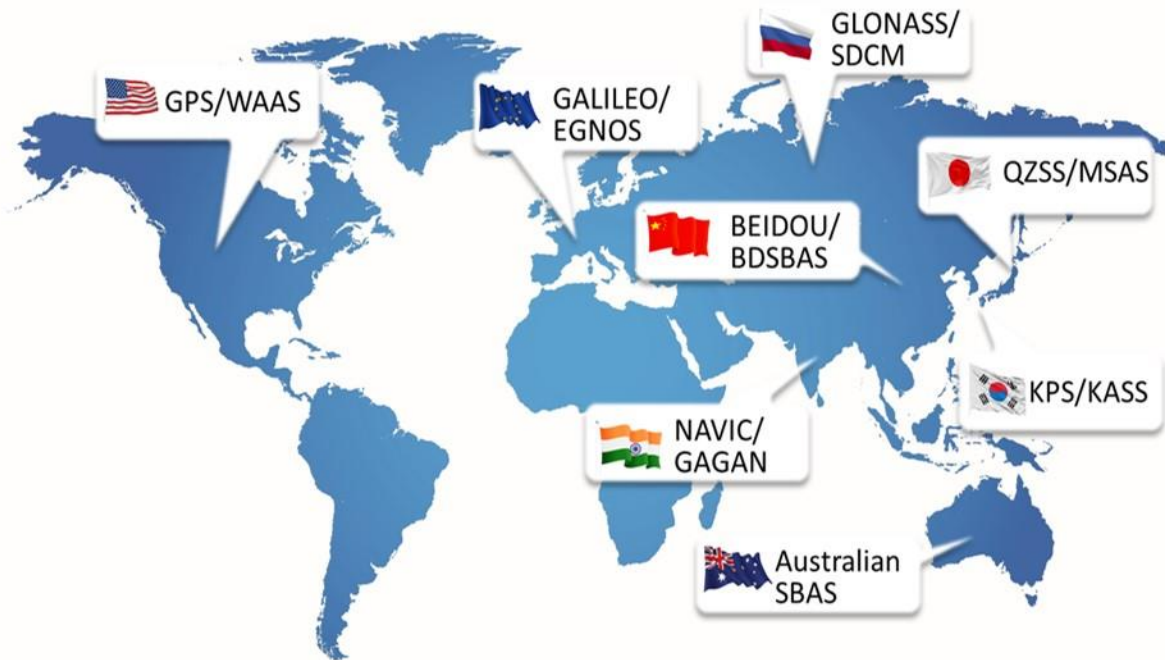 GLONASS/
SDCM
GPS/WAAS
GALILEO/
EGNOS
QZSS/MSAS
BEIDOU/
BDSBAS
KPS/KASS
NAVIC/
GAGAN
Australian
SBAS